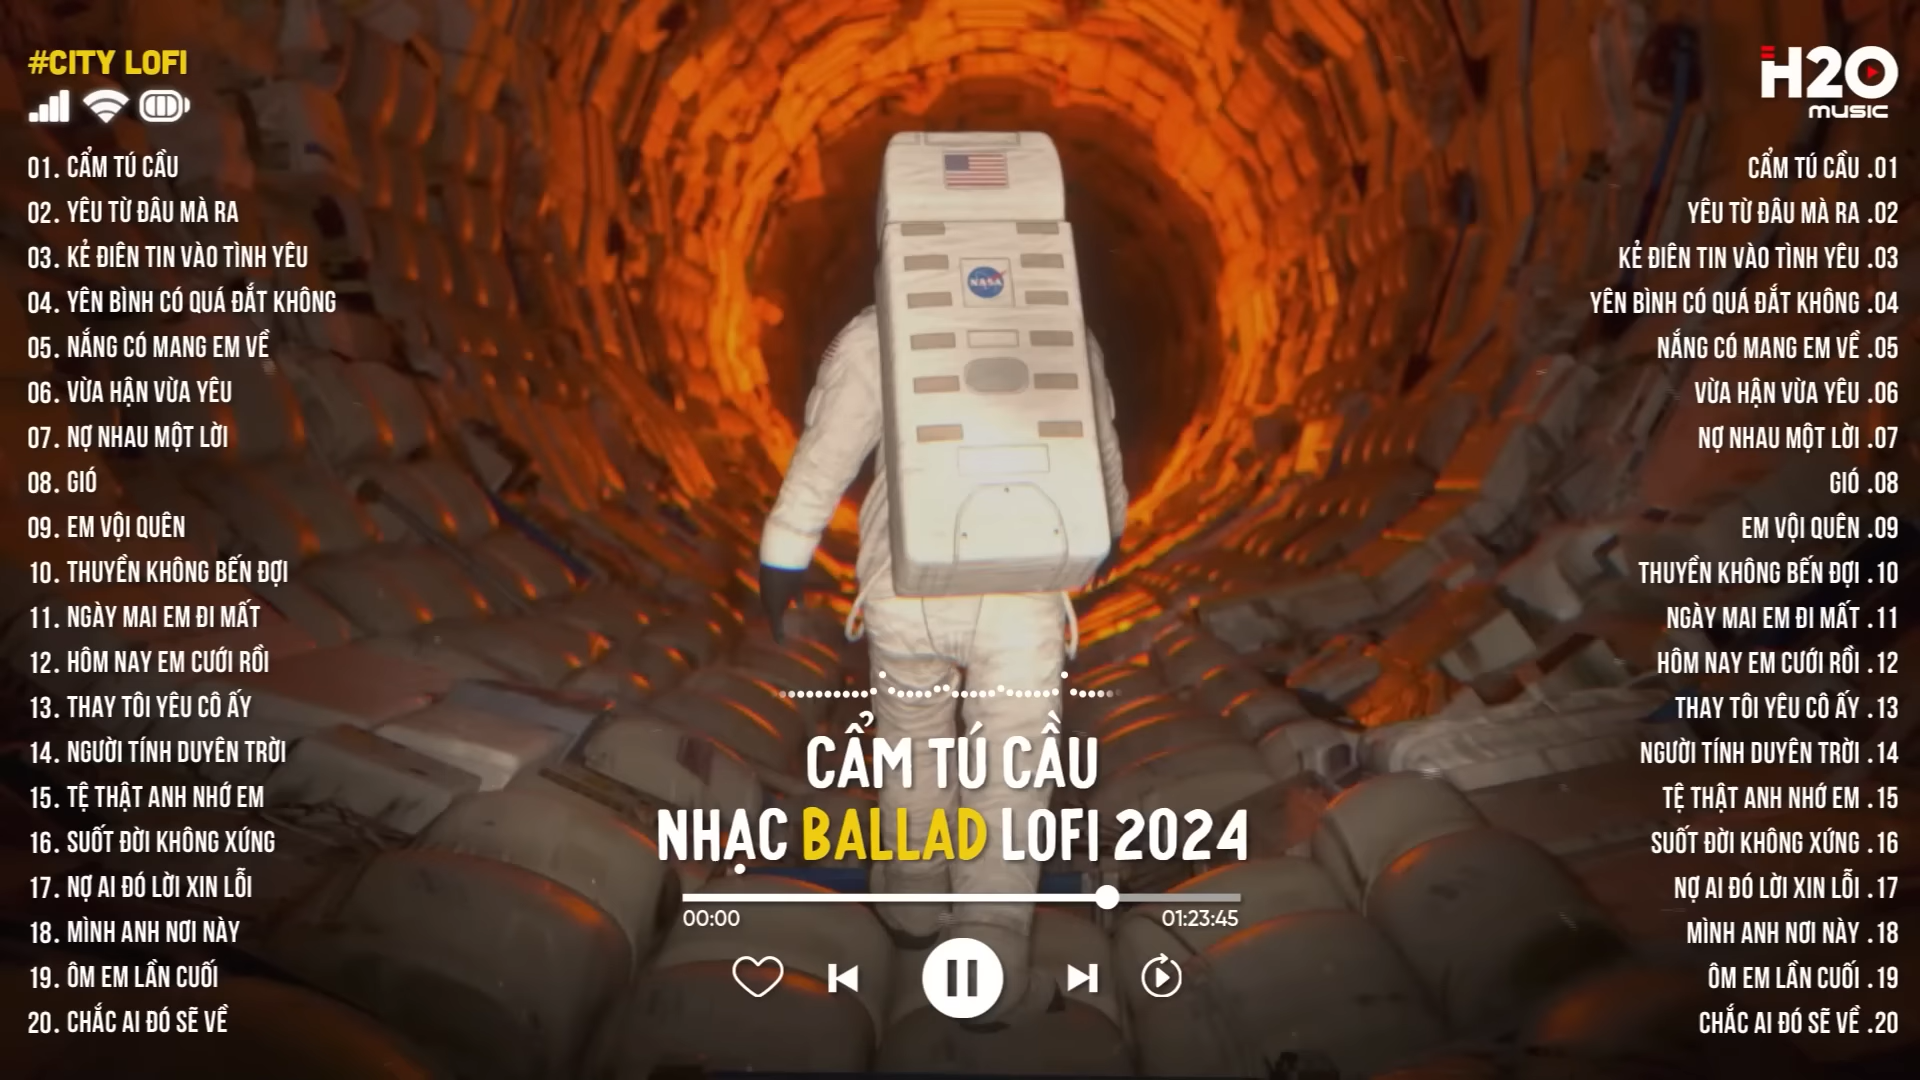 #CITY LOFI
H2O
MUSIC
01. CẨM TÚ CẦU
02. YÊU TỪ ĐÂU MÀ RA
03. KẺ ĐIÊN TIN VÀO TÌNH YÊU
04. YÊN BÌNH CÓ QUÁ ĐẮT KHÔNG
05. NẮNG CÓ MANG EM VỀ
06. VỪA HẬN VỪA YÊU
07. NỢ NHAU MỘT LỜI
08. GIÓ
09. EM VỘI QUÊN
10. THUYỀN KHÔNG BẾN ĐỢI
11. NGÀY MAI EM ĐI MẤT
12. HÔM NAY EM CƯỚI RỒI
13. THAY TÔI YÊU CÔ ẤY
14. NGƯỜI TÍNH DUYÊN TRỜI
15. TỆ THẬT ANH NHỚ EM
16. SUỐT ĐỜI KHÔNG XỨNG
17. NỢ AI ĐÓ LỜI XIN LỖI
18. MÌNH ANH NƠI NÀY
19. ÔM EM LẦN CUỐI
20. CHẮC AI ĐÓ SẼ VỀ
NASA
CẨM TÚ CẦU
NHẠC BALLAD LOFI 2024
00:00
01:23:45
CẨM TÚ CẦU .01
YÊU TỪ ĐÂU MÀ RA .02
KẺ ĐIÊN TIN VÀO TÌNH YÊU .03
YÊN BÌNH CÓ QUÁ ĐẮT KHÔNG .04
NẮNG CÓ MANG EM VỀ .05
VỪA HẬN VỪA YÊU .06
NỢ NHAU MỘT LỜI .07
GIÓ .08
EM VỘI QUÊN .09
THUYỀN KHÔNG BẾN ĐỢI .10
NGÀY MAI EM ĐI MẤT .11
HÔM NAY EM CƯỚI RỒI .12
THAY TÔI YÊU CÔ ẤY .13
NGƯỜI TÍNH DUYÊN TRỜI .14
TỆ THẬT ANH NHỚ EM .15
SUỐT ĐỜI KHÔNG XỨNG .16
NỢ AI ĐÓ LỜI XIN LỖI .17
MÌNH ANH NƠI NÀY .18
ÔM EM LẦN CUỐI .19
CHẮC AI ĐÓ SẼ VỀ .20